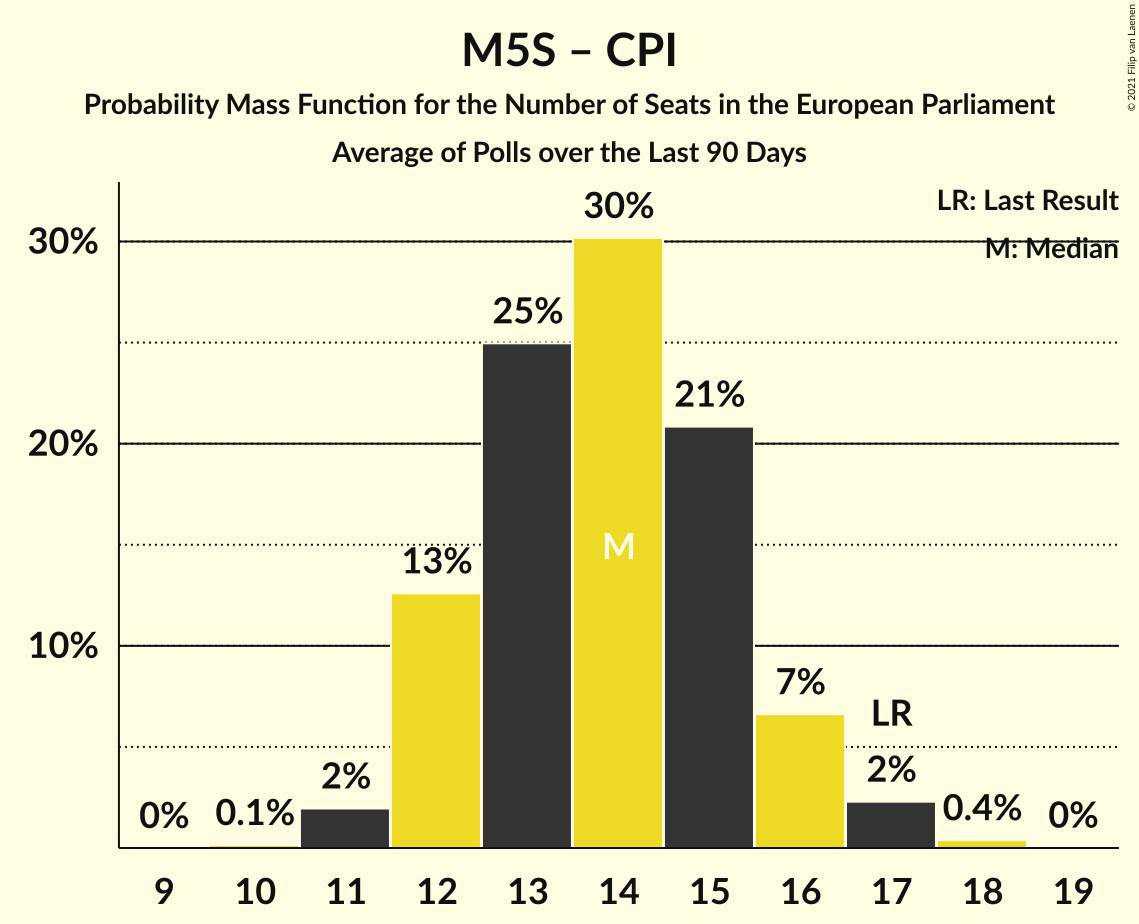 M5S – CPI
Probability Mass Function for the Number of Seats in the European Parliament
Average of Polls over the Last 90 Days
© 2021 Filip van Laenen
LR: Last Result
M: Median
30%
20%
10%
0%
0.1%
2%
13%
25%
30%
M
21%
7%
LR
2%
0.4%
0%
9 10 11 12 13 14 15 16 17 18 19